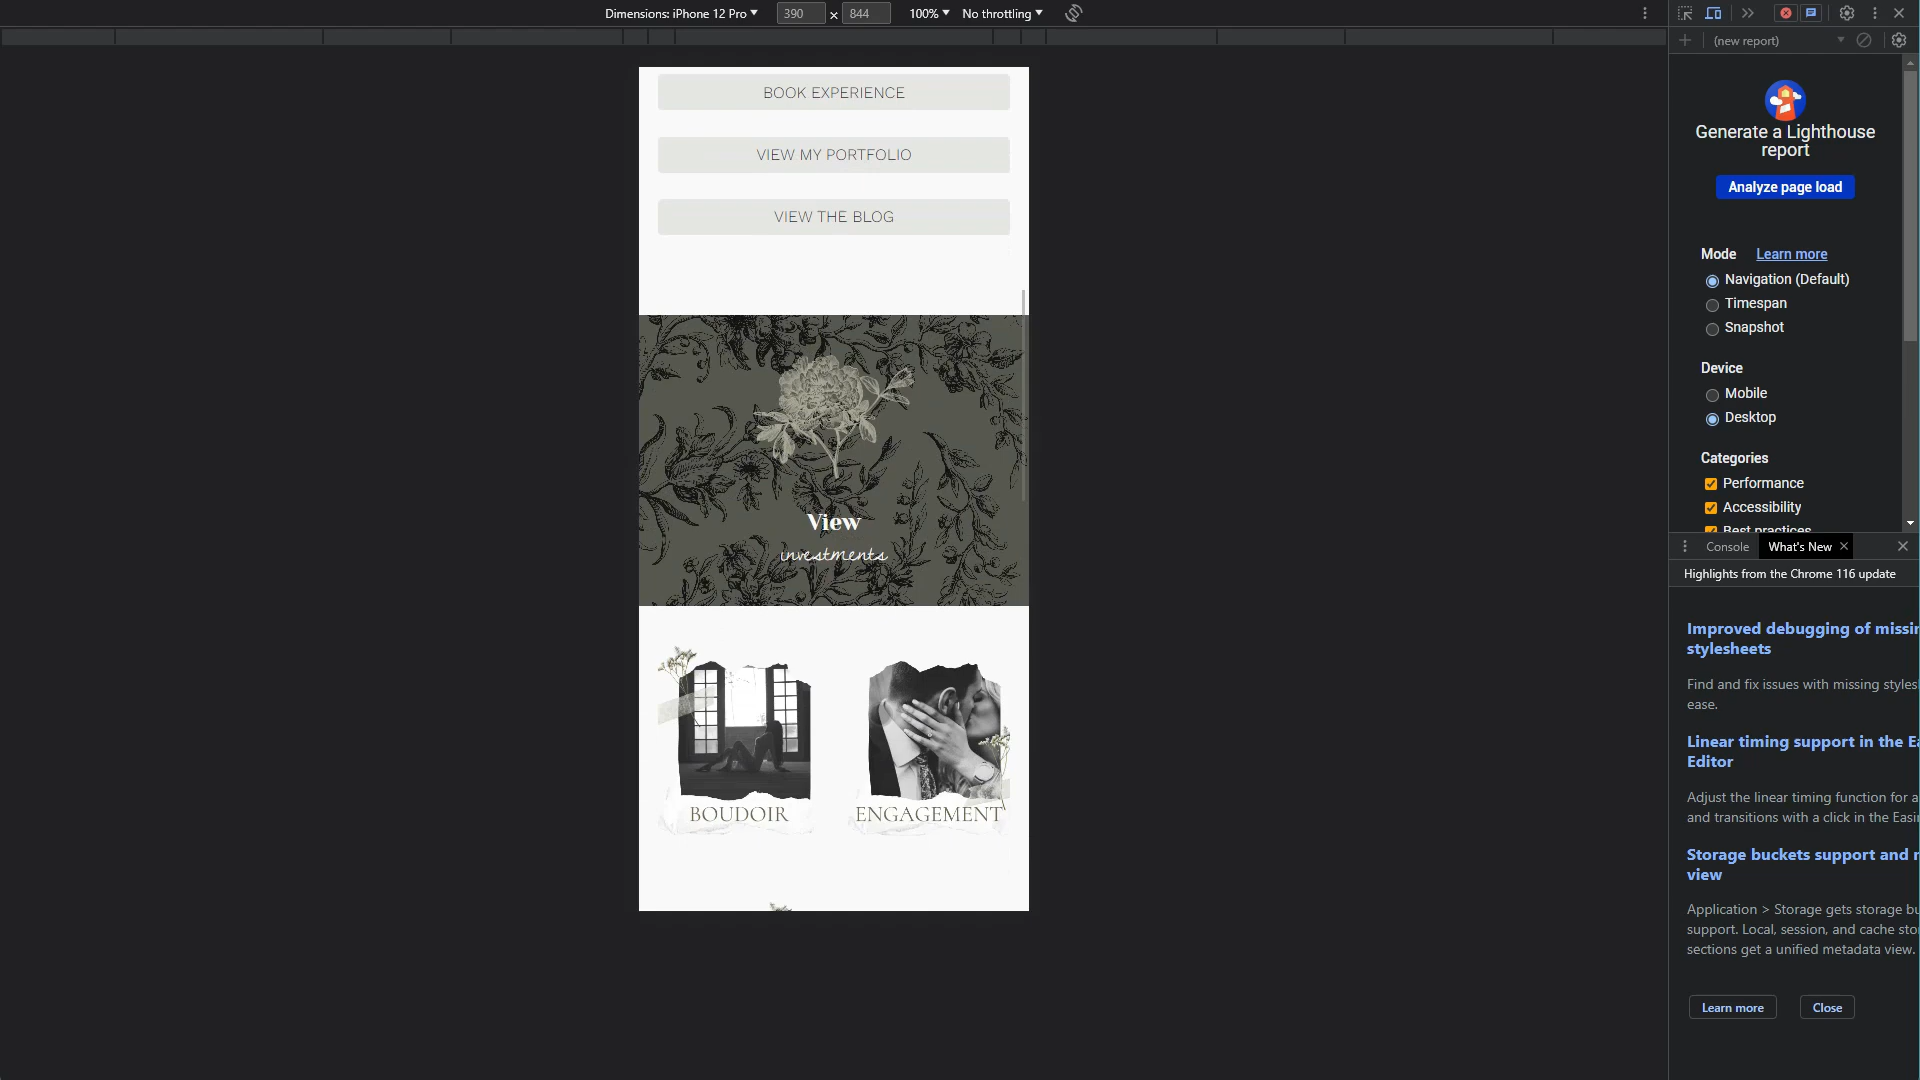 Dimensions: iPhone 12 Pro
390 x 844
100%
No throttling
(new report)
BOOK EXPERIENCE
VIEW MY PORTFOLIO
VIEW THE BLOG
View
investments
BOUDOIR
ENGAGEMENT
Generate a Lighthouse
report
Analyze page load
Mode Learn more
Navigation (Default)
Timespan
Snapshot
Device
Mobile
Desktop
Categories
Performance
Accessibility
Best practices
Console What's New
Highlights from the Chrome 116 update
Improved debugging of
stylesheets
Find and fix issues with missing
ease.
Linear timing support in the
Editor
Adjust the linear timing function for a
and transitions with a click in the
Storage buckets support and
view
Application > Storage gets storage
support. Local, session, and cache
sections get a unified metadata view.
Learn more Close